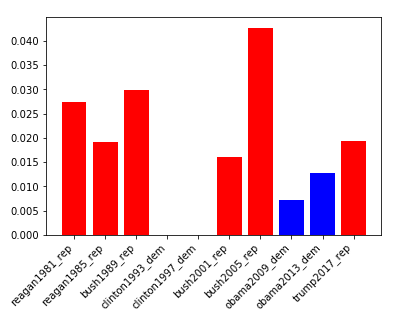 0.040
0.035
0.030
0.025
0.020
0.015
0.010
0.005
0.000
reagan1981_rep
reagan1985_rep
bush1989_rep
clinton1993_dem
clinton1997_dem
bush2001_rep
bush2005_rep
obama2009_dem
obama2013_dem
trump2017_rep